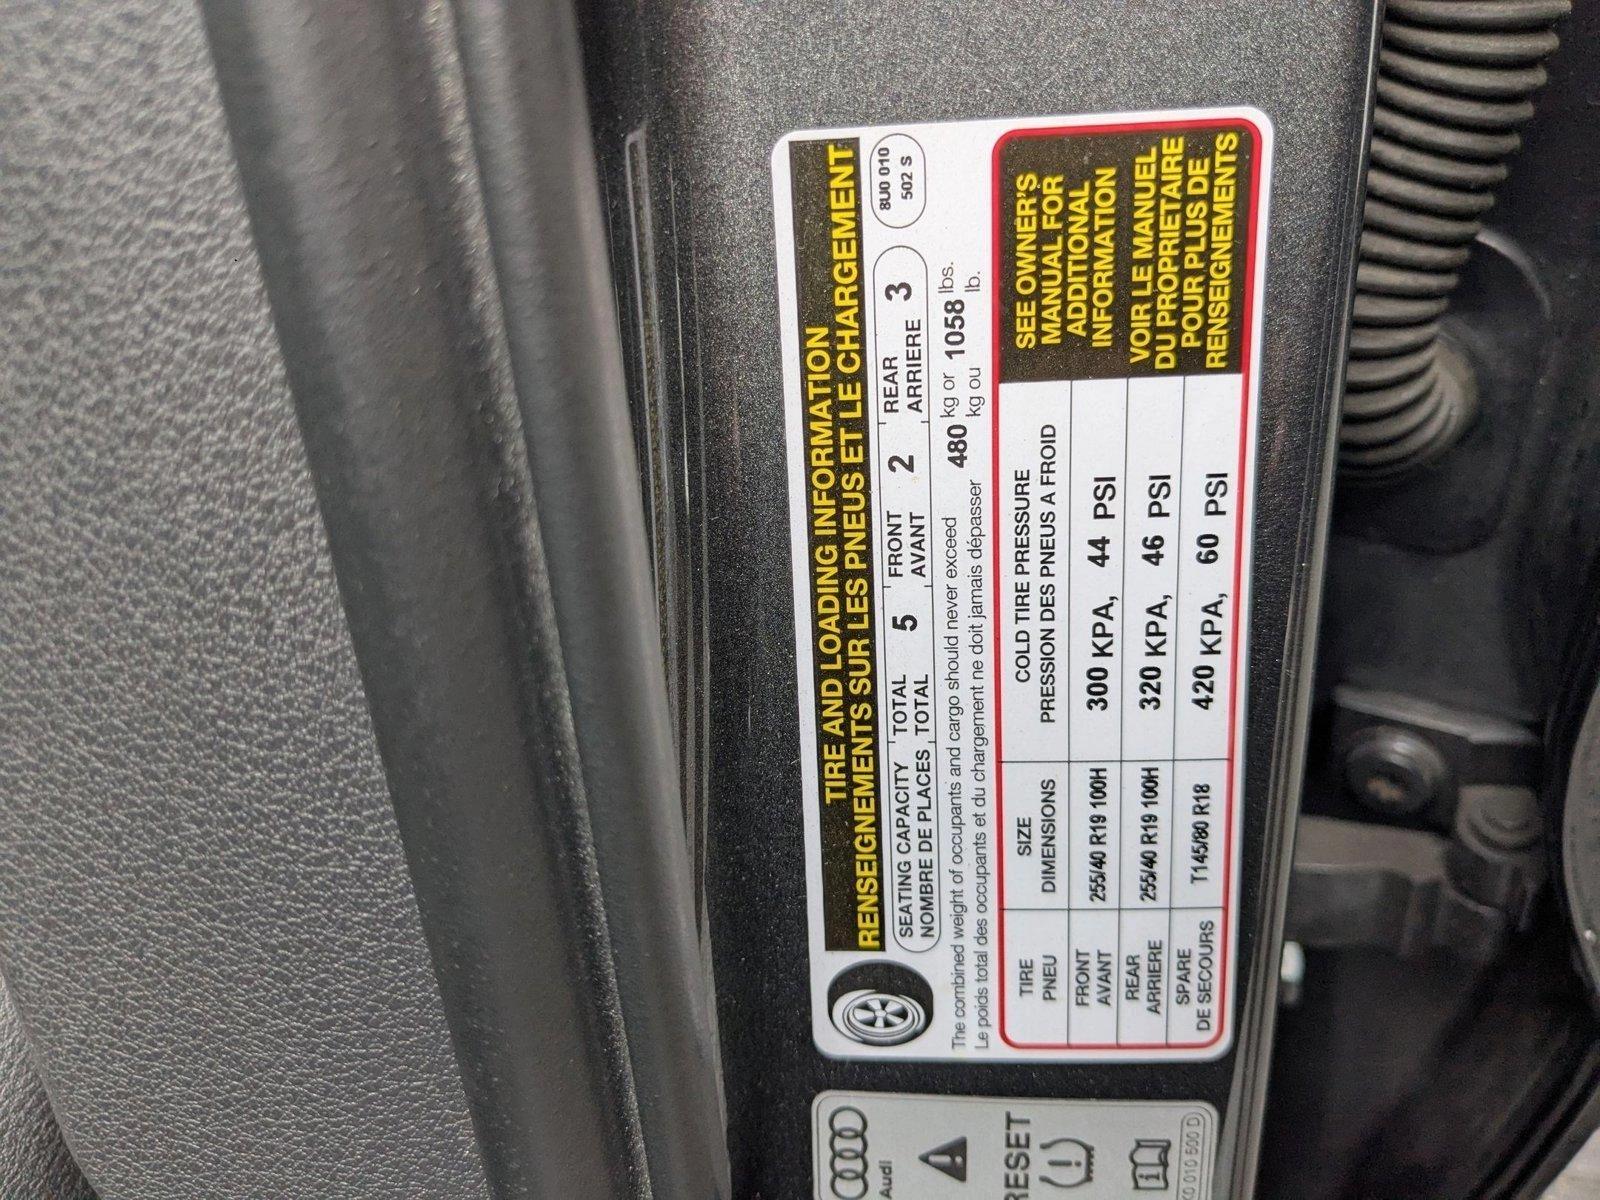 TIRE AND LOADING INFORMATION
RENSEIGNEMENTS SUR LES PNEUS ET LE CHARGEMENT
SEATING CAPACITY TOTAL 5 FRONT 2 REAR 3
NOMBRE DE PLACES TOTAL AVANT ARRIERE
8U0 010
502 S
The combined weight of occupants and cargo should never exceed 480 kg or 1058 lbs.
Le poids total des occupants et du chargement ne doit jamais dépasser kg ou lb.
TIRE SIZE COLD TIRE PRESSURE
PNEU DIMENSIONS PRESSION DES PNEUS A FROID
FRONT
AVANT 255/40 R19 100H 300 KPA, 44 PSI
REAR
ARRIERE 255/40 R19 100H 320 KPA, 46 PSI
SPARE
DE SECOURS T145/80 R18 420 KPA, 60 PSI
SEE OWNER'S
MANUAL FOR
ADDITIONAL
INFORMATION
VOIR LE MANUEL
DU PROPRIETAIRE
POUR PLUS DE
RENSEIGNEMENTS
Audi
RESET
010 500 D